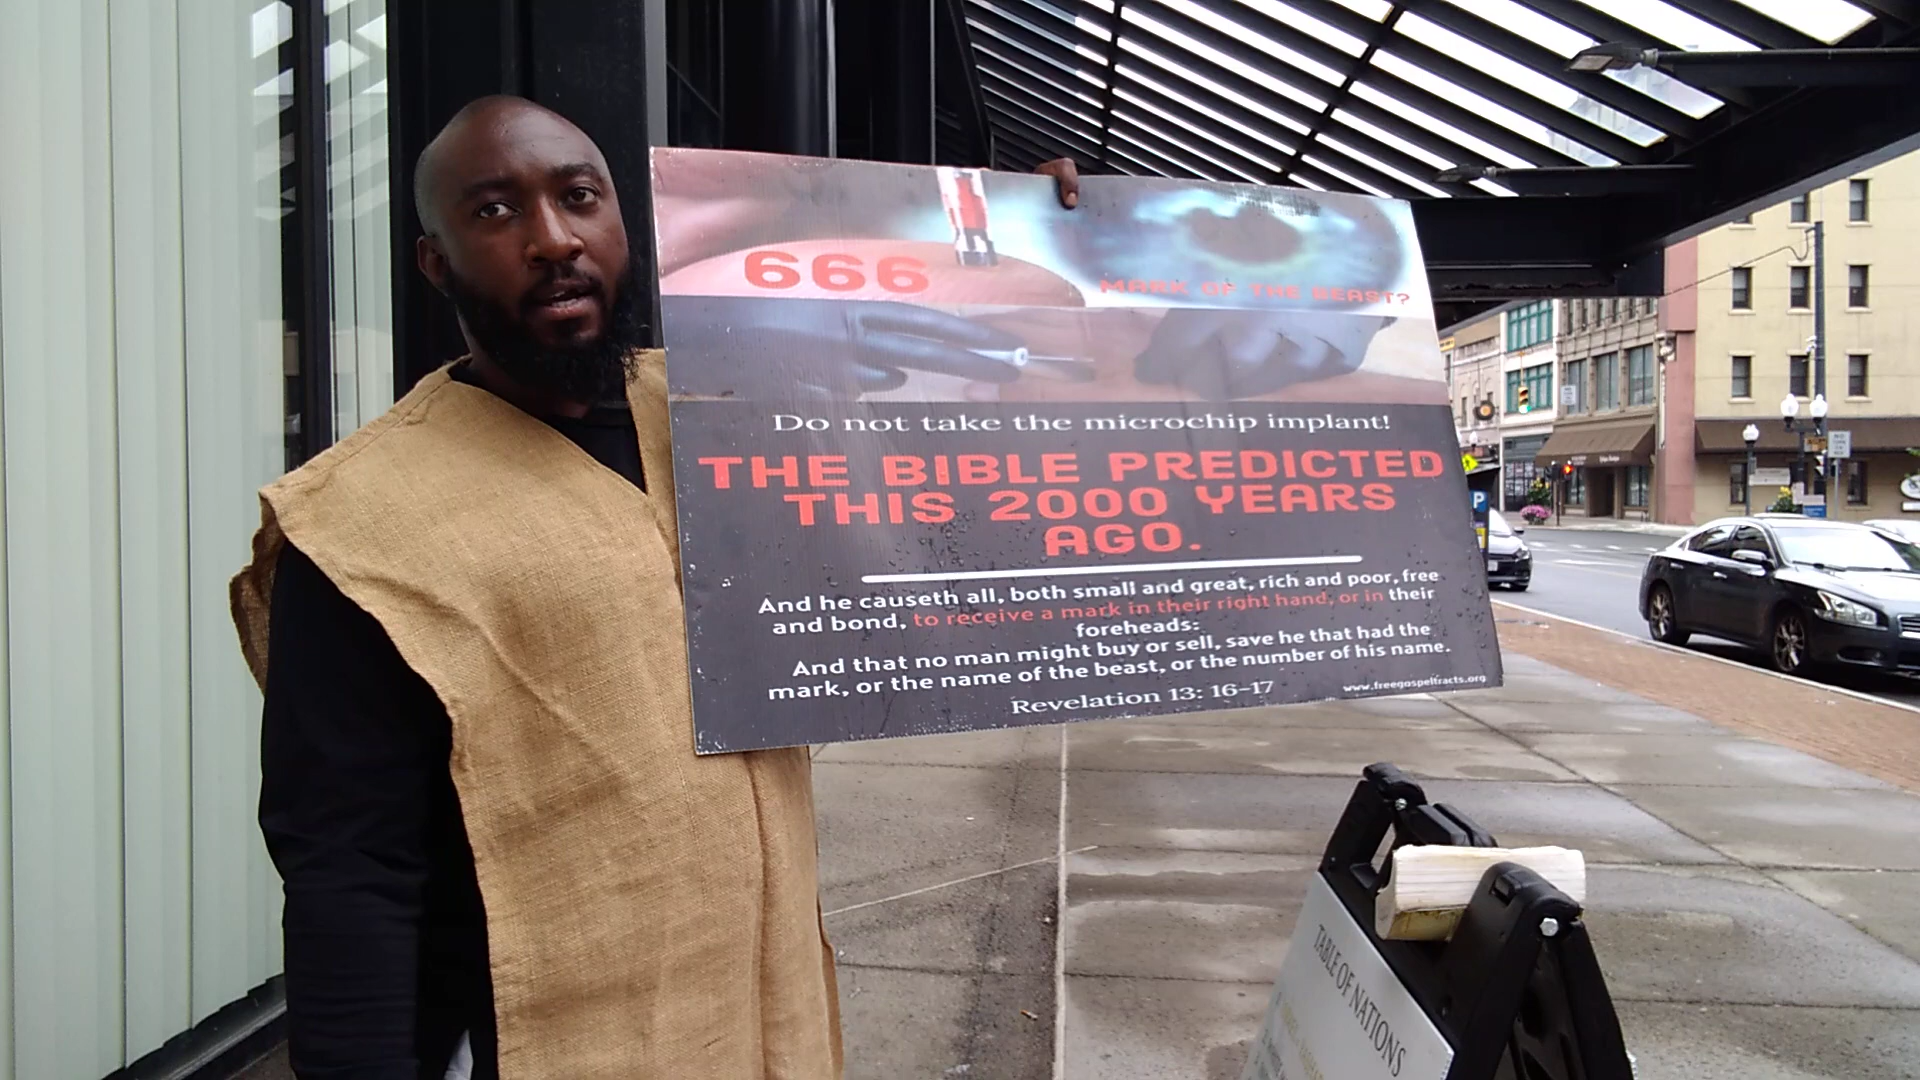 666
MARK OF THE BEAST?
Do not take the microchip implant!
THE BIBLE PREDICTED
THIS 2000 YEARS
AGO.
And he causeth all, both small and great, rich and poor, free
and bond, to receive a mark in their right hand, or in their
foreheads:
And that no man might buy or sell, save he that had the
mark, or the name of the beast, or the number of his name.
Revelation 13: 16-17
www.freegospeltracts.org
P
TABLE OF NATIONS